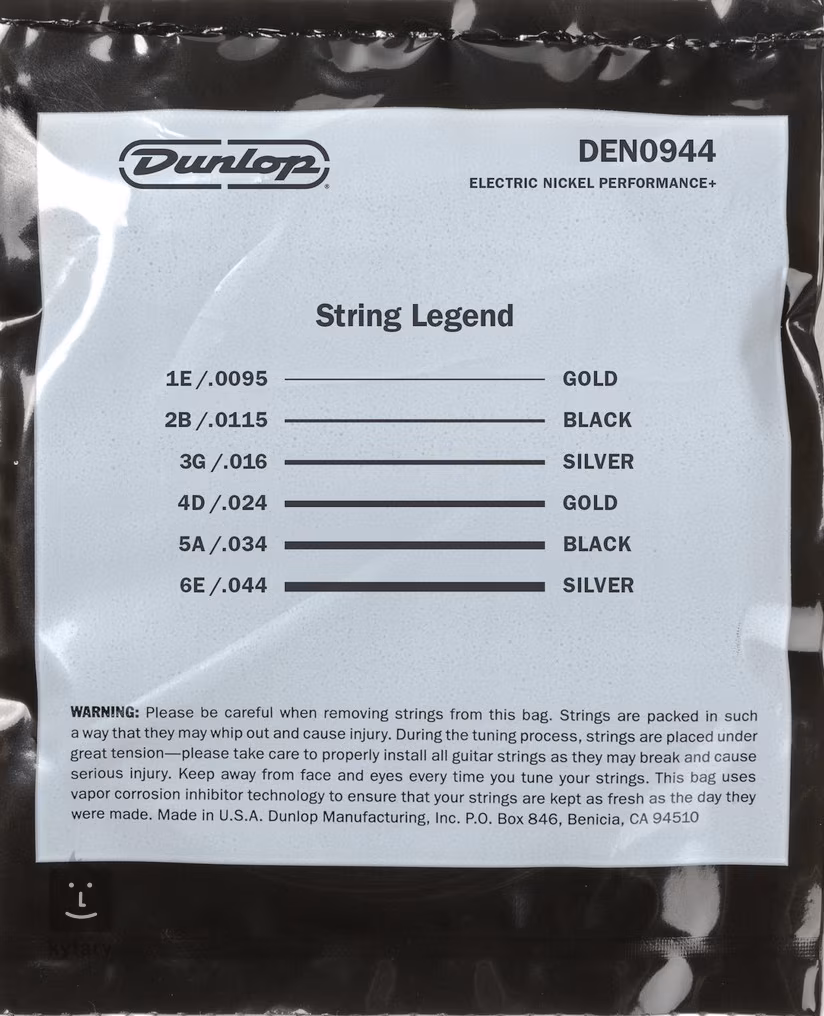 Dunlop®
DEN0944
ELECTRIC NICKEL PERFORMANCE+
String Legend
1E/.0095 GOLD
2B/.0115 BLACK
3G/.016 SILVER
4D/.024 GOLD
5A/.034 BLACK
6E/.044 SILVER
WARNING: Please be careful when removing strings from this bag. Strings are packed in such
a way that they may whip out and cause injury. During the tuning process, strings are placed under
great tension—please take care to properly install all guitar strings as they may break and cause
serious injury. Keep away from face and eyes every time you tune your strings. This bag uses
vapor corrosion inhibitor technology to ensure that your strings are kept as fresh as the day they
were made. Made in U.S.A. Dunlop Manufacturing, Inc. P.O. Box 846, Benicia, CA 94510
kytary